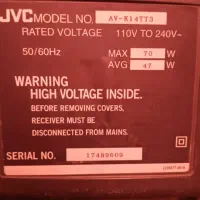 JVC MODEL NO. AV-K14TT3
RATED VOLTAGE 110V TO 240V~
50/60Hz MAX 70 W
AVG 47 W
WARNING
HIGH VOLTAGE INSIDE.
BEFORE REMOVING COVERS,
RECEIVER MUST BE
DISCONNECTED FROM MAINS.
SERIAL NO. 17489609